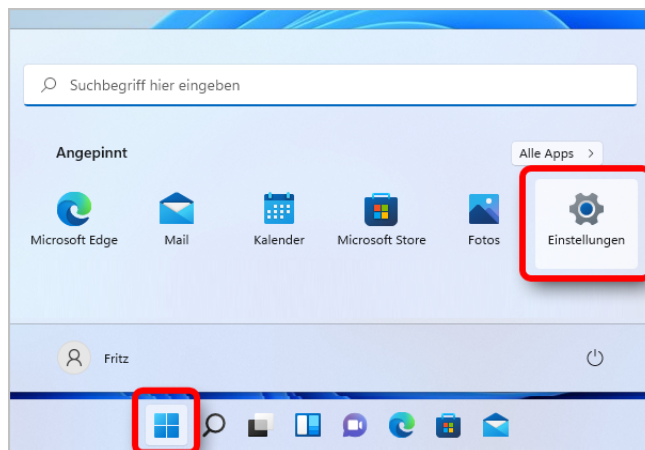 Suchbegriff hier eingeben
Angepinnt
Alle Apps
Microsoft Edge
Mail
Kalender
Microsoft Store
Fotos
Einstellungen
Fritz